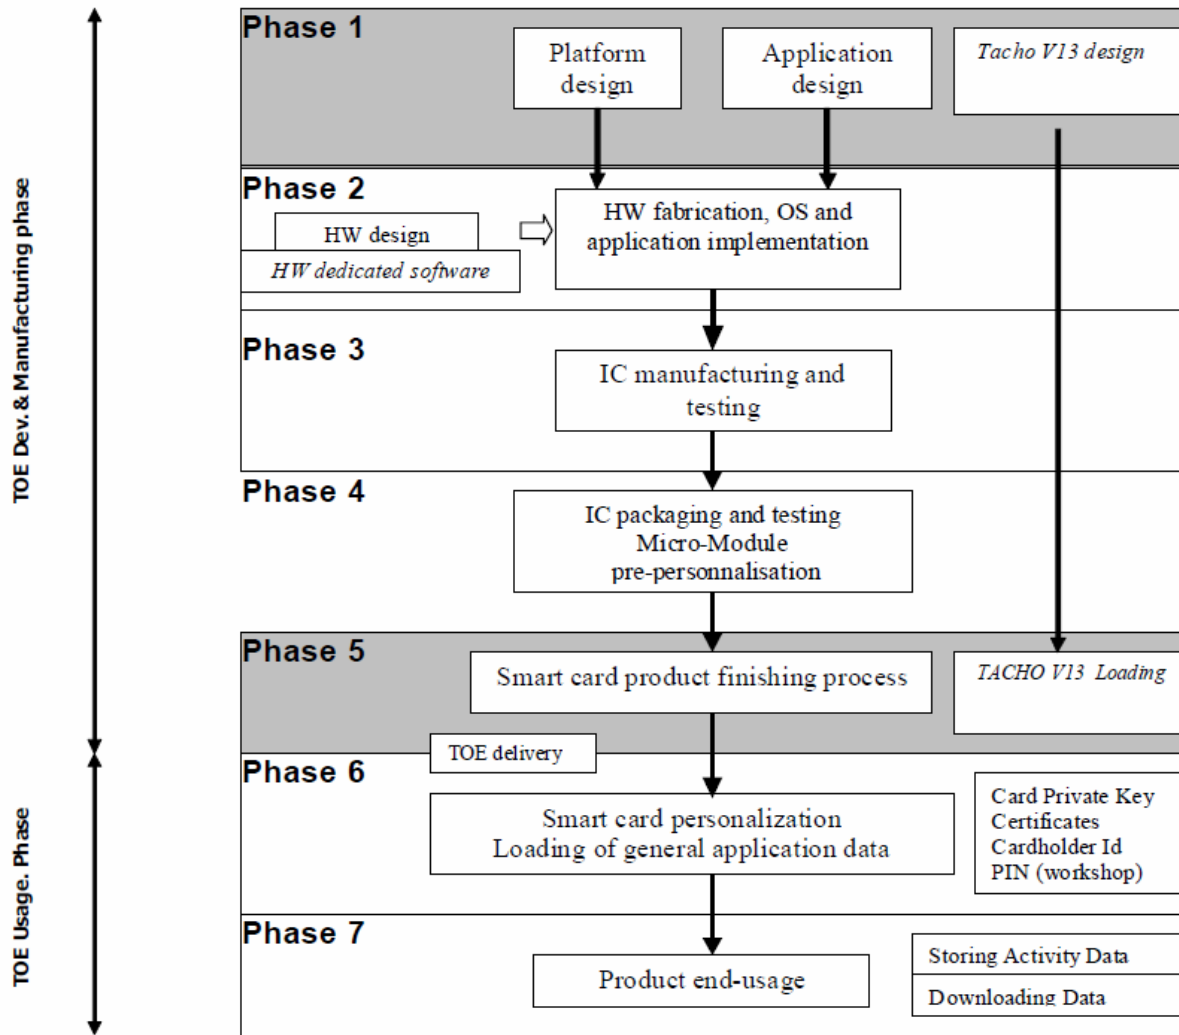 TOE Dev. & Manufacturing phase
Phase 1
Platform
design
Application
design
Tacho V13 design
Phase 2
HW design
HW dedicated software
HW fabrication, OS and
application implementation
Phase 3
IC manufacturing and
testing
Phase 4
IC packaging and testing
Micro-Module
pre-personnalisation
Phase 5
Smart card product finishing process
TACHO V13 Loading
TOE Usage. Phase
TOE delivery
Phase 6
Smart card personalization
Loading of general application data
Card Private Key
Certificates
Cardholder Id
PIN (workshop)
Phase 7
Product end-usage
Storing Activity Data
Downloading Data